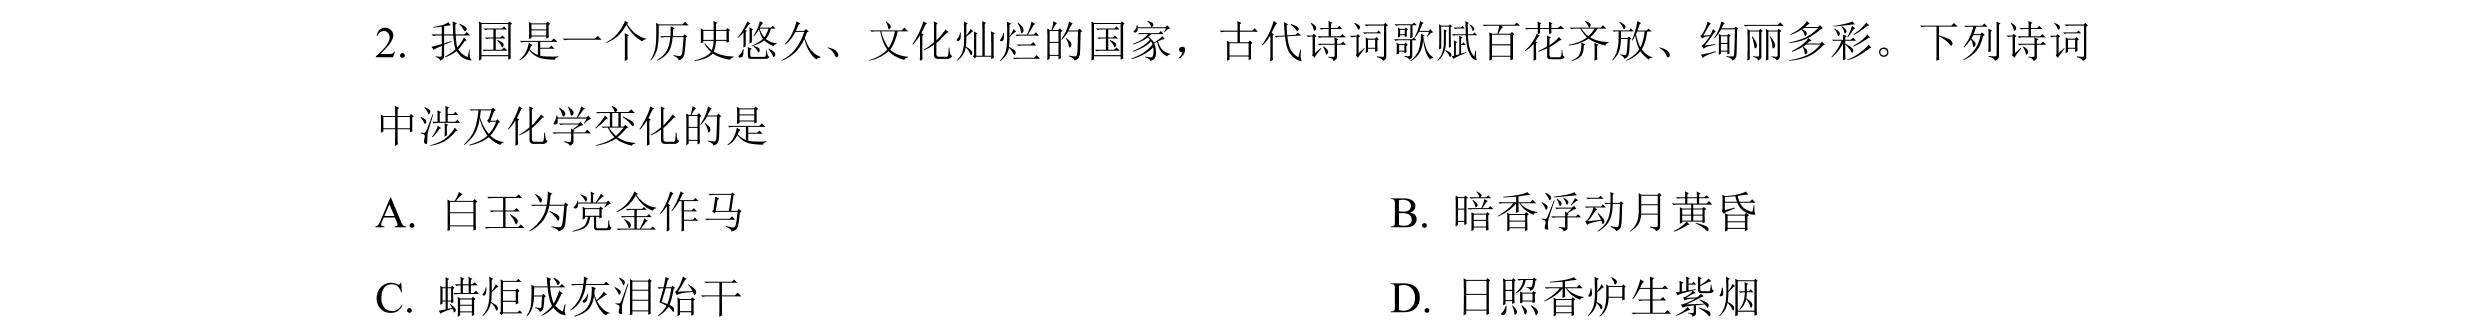 2. 我国是一个历史悠久、文化灿烂的国家，古代诗词歌赋百花齐放、绚丽多彩。下列诗词
中涉及化学变化的是
A. 白玉为党金作马 B. 暗香浮动月黄昏
C. 蜡炬成灰泪始干 D. 日照香炉生紫烟